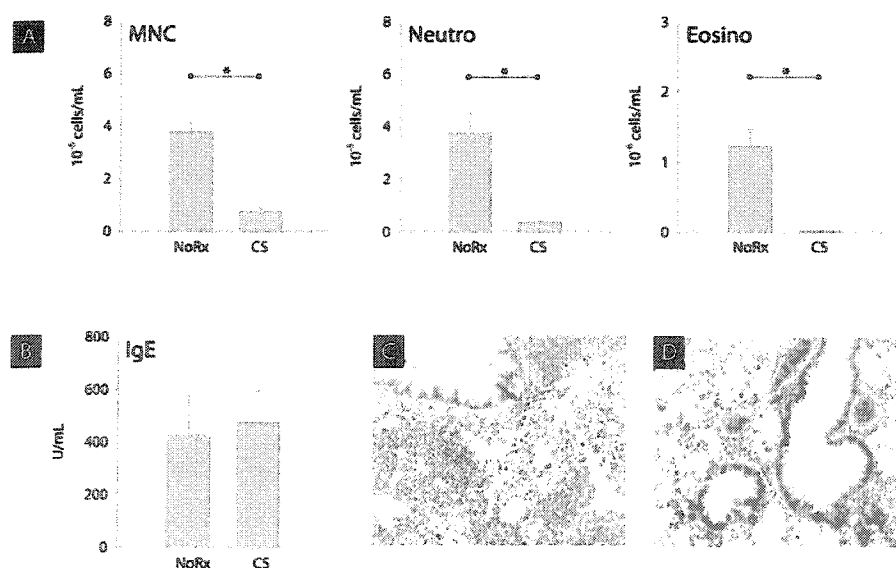 A
MNC
8
6
4
2
0
10⁻⁶ cells/mL
*
NoRx CS
Neutro
8
6
4
2
0
10⁻⁶ cells/mL
*
NoRx CS
Eosino
3
2
1
0
10⁻⁶ cells/mL
*
NoRx CS
B
IgE
800
600
400
200
0
U/mL
NoRx CS
C
D